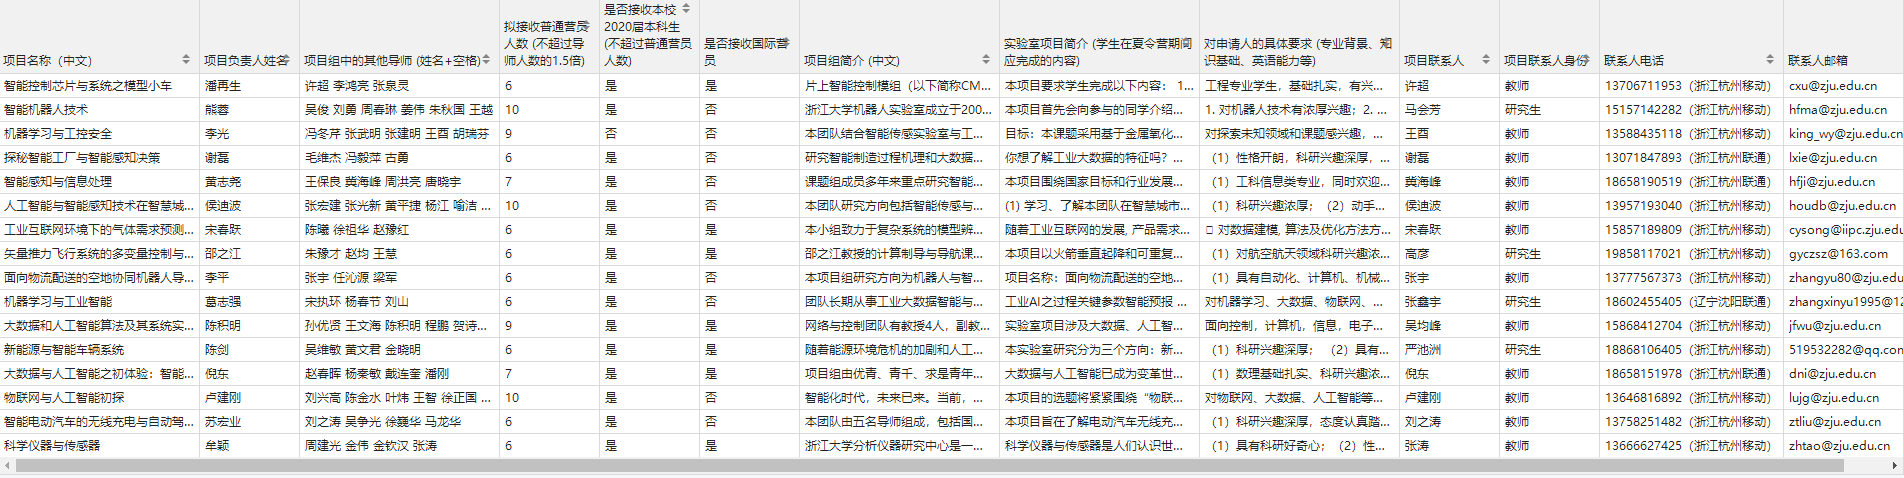 项目名称（中文） 项目负责人姓名 项目组中的其他导师 (姓名+空格) 拟接收普通营员人数 (不超过导师人数的1.5倍) 是否接收本校2020届本科生 (不超过普通营员人数) 是否接收国际营员 项目组简介 (中文) 实验室项目简介 (学生在夏令营期间应完成的内容) 对申请人的具体要求 (专业背景、知识基础、英语能力等) 项目联系人 项目联系人身份 联系人电话 联系人邮箱
智能控制芯片与系统之模型小车 潘再生 许超 李鸿亮 张泉灵 6 是 是 片上智能控制模组（以下简称CM... 本项目要求学生完成以下内容： 1... 工程专业学生，基础扎实，有兴... 许超 教师 13706711953（浙江杭州移动） cxu@zju.edu.cn
智能机器人技术 熊蓉 吴俊 刘勇 周春琳 姜伟 朱秋国 王越 10 是 否 浙江大学机器人实验室成立于200... 本项目首先会向参与的同学介绍... 1. 对机器人技术有浓厚兴趣；2. ... 马会芳 研究生 15157142282（浙江杭州移动） hfma@zju.edu.cn
机器学习与工控安全 李光 冯冬芹 张武明 张建明 王酉 胡瑞芬 9 否 否 本团队结合智能传感实验室与工... 目标：本课题采用基于金属氧化... 对探索未知领域和课题感兴趣，... 王酉 教师 13588435118（浙江杭州移动） king_wy@zju.edu.cn
探秘智能工厂与智能感知决策 谢磊 毛维杰 冯毅萍 古勇 6 是 否 研究智能制造过程机理和大数据... 你想了解工业大数据的特征吗？... （1）性格开朗，科研兴趣深厚，... 谢磊 教师 13071847893（浙江杭州联通） lxie@zju.edu.cn
智能感知与信息处理 黄志尧 王保良 冀海峰 周洪亮 唐晓宇 7 是 否 课题组成员多年来重点研究智能... 本项目围绕国家目标和行业发展... （1）工科信息类专业，同时欢迎... 冀海峰 教师 18658190519（浙江杭州联通） hfji@zju.edu.cn
人工智能与智能感知技术在智慧城... 侯迪波 张宏建 张光新 黄平捷 杨江 喻洁 ... 10 是 否 本团队研究方向包括智能传感与... (1) 学习、了解本团队在智慧城市... （1）科研兴趣浓厚；（2）动手... 侯迪波 教师 13957193040（浙江杭州移动） houdb@zju.edu.cn
工业互联网环境下的气体需求预测... 宋春跃 陈曦 徐祖华 赵豫红 6 是 是 本小组致力于复杂系统的模型辨... 随着工业互联网的发展, 产品需求... 对数据建模, 算法及优化方法方... 宋春跃 教师 15857189809（浙江杭州移动） cysong@iipc.zju.edu
矢量推力飞行系统的多变量控制与... 邵之江 朱豫才 赵均 王慧 6 是 是 邵之江教授的计算制导与导航课... 本项目以火箭垂直起降和可重复... （1）对航空航天领域科研兴趣浓... 高彦 研究生 19858117021（浙江杭州移动） gyczsz@163.com
面向物流配送的空地协同机器人导... 李平 张宇 任沁源 梁军 6 是 否 本项目组研究方向为机器人与智... 项目名称：面向物流配送的空地... （1）具有自动化、计算机、机械... 张宇 教师 13777567373（浙江杭州移动） zhangyu80@zju.edu
机器学习与工业智能 葛志强 宋执环 杨春节 刘山 6 是 否 团队长期从事工业大数据智能与... 工业AI之过程关键参数智能预报 ... 对机器学习、大数据、物联网、... 张鑫宇 研究生 18602455405（辽宁沈阳联通） zhangxinyu1995@12
大数据和人工智能算法及其系统实... 陈积明 孙优贤 王文海 陈积明 程鹏 贺诗... 9 是 是 网络与控制团队有教授4人，副教... 实验室项目涉及大数据、人工智... 面向控制，计算机，信息，电子... 吴均峰 教师 15868412704（浙江杭州移动） jfwu@zju.edu.cn
新能源与智能车辆系统 陈剑 吴维敏 黄文君 金晓明 6 是 是 随着能源环境危机的加剧和人工... 本实验室研究分为三个方向：新... （1）科研兴趣深厚； （2）具有... 严池洲 研究生 18868106405（浙江杭州移动） 519532282@qq.con
大数据与人工智能之初体验：智能... 倪东 赵春晖 杨秦敏 戴连奎 潘刚 7 是 是 项目组由优青、青千、求是青年... 大数据与人工智能已成为变革世... （1）数理基础扎实、科研兴趣浓... 倪东 教师 18658151978（浙江杭州联通） dni@zju.edu.cn
物联网与人工智能初探 卢建刚 刘兴高 陈金水 叶炜 王智 徐正国 ... 10 是 否 智能化时代，未来已来。当前，... 本项目的选题将紧紧围绕“物联... 对物联网、大数据、人工智能等... 卢建刚 教师 13646816892（浙江杭州移动） lujg@zju.edu.cn
智能电动汽车的无线充电与自动驾... 苏宏业 刘之涛 吴争光 徐巍华 马龙华 6 是 是 本团队由五名导师组成，包括国... 本项目旨在了解电动汽车无线充... （1）科研兴趣深厚，态度认真踏... 刘之涛 教师 13758251482（浙江杭州移动） ztliu@zju.edu.cn
科学仪器与传感器 牟颖 周建光 金伟 金钦汉 张涛 6 是 是 浙江大学分析仪器研究中心是一... 科学仪器与传感器是人们认识世... （1）具有科研好奇心；（2）性... 张涛 教师 13666627425（浙江杭州移动） zhtao@zju.edu.cn